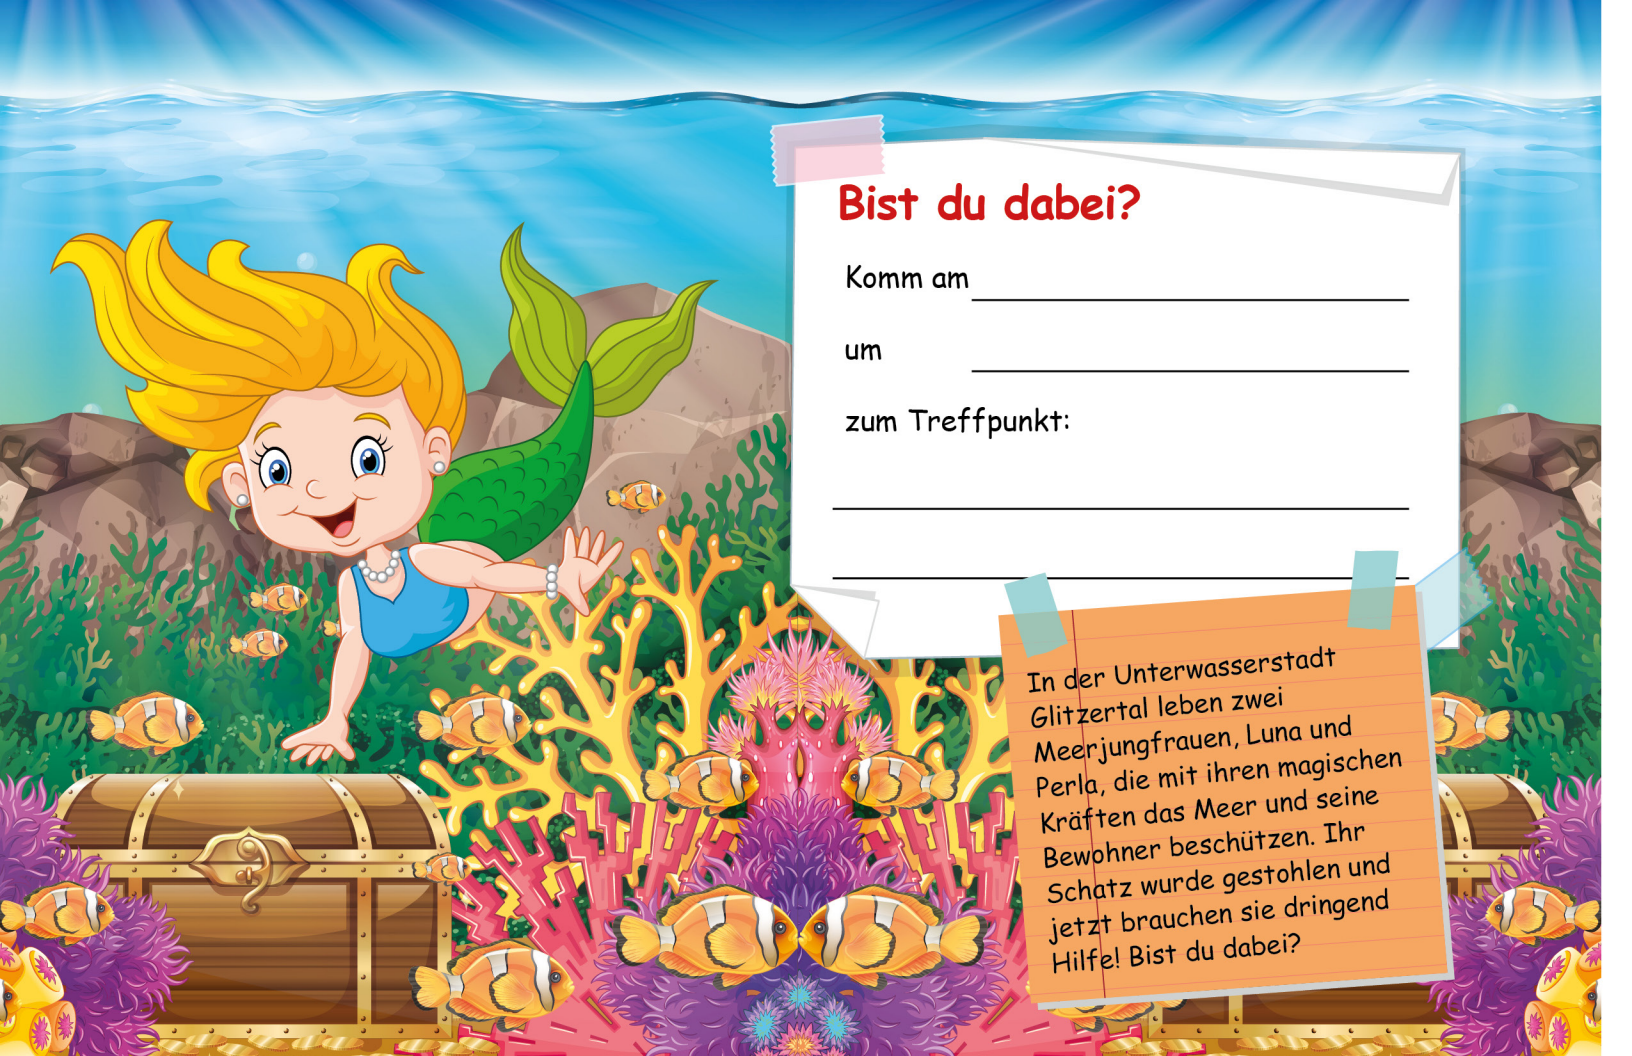 Bist du dabei?
Komm am
um
zum Treffpunkt:
In der Unterwasserstadt
Glitzertal leben zwei
Meerjungfrauen, Luna und
Perla, die mit ihren magischen
Kräften das Meer und seine
Bewohner beschützen. Ihr
Schatz wurde gestohlen und
jetzt brauchen sie dringend
Hilfe! Bist du dabei?